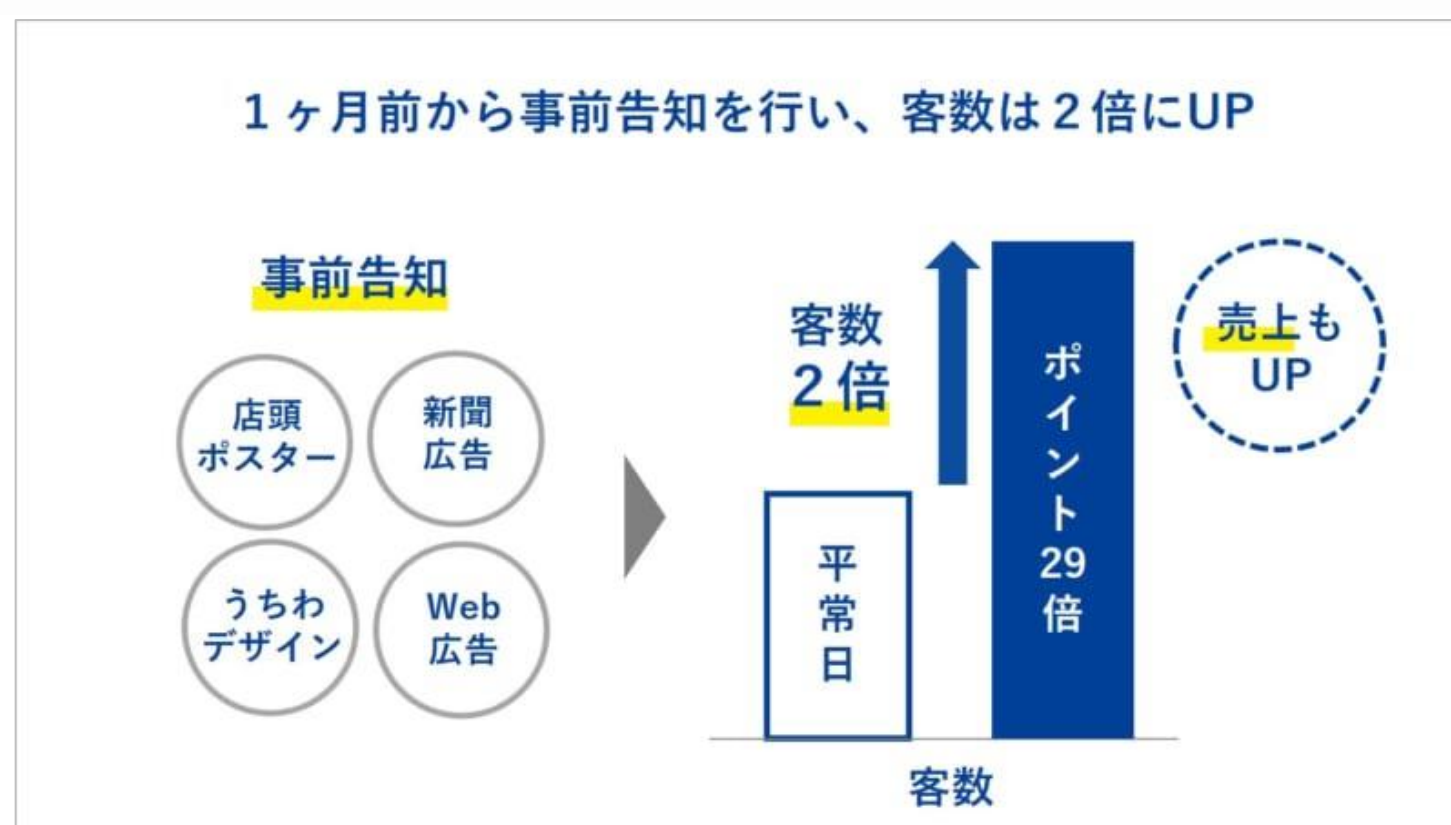 １ヶ月前から事前告知を行い、客数は２倍にUP
事前告知
店頭
ポスター
新聞
広告
うちわ
デザイン
Web
広告
客数
２倍
平常日
ポイント29倍
売上も
UP
客数